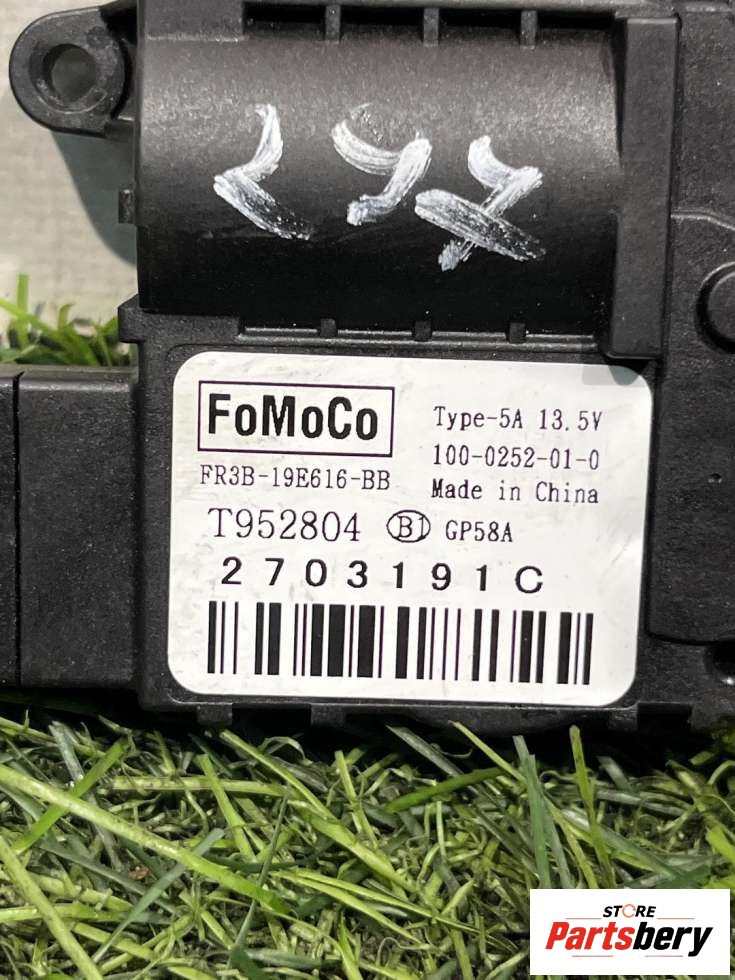 FoMoCo
Type-5A 13.5V
FR3B-19E616-BB
100-0252-01-0
Made in China
T952804 B1 GP58A
2703191C
STORE
Partsbery